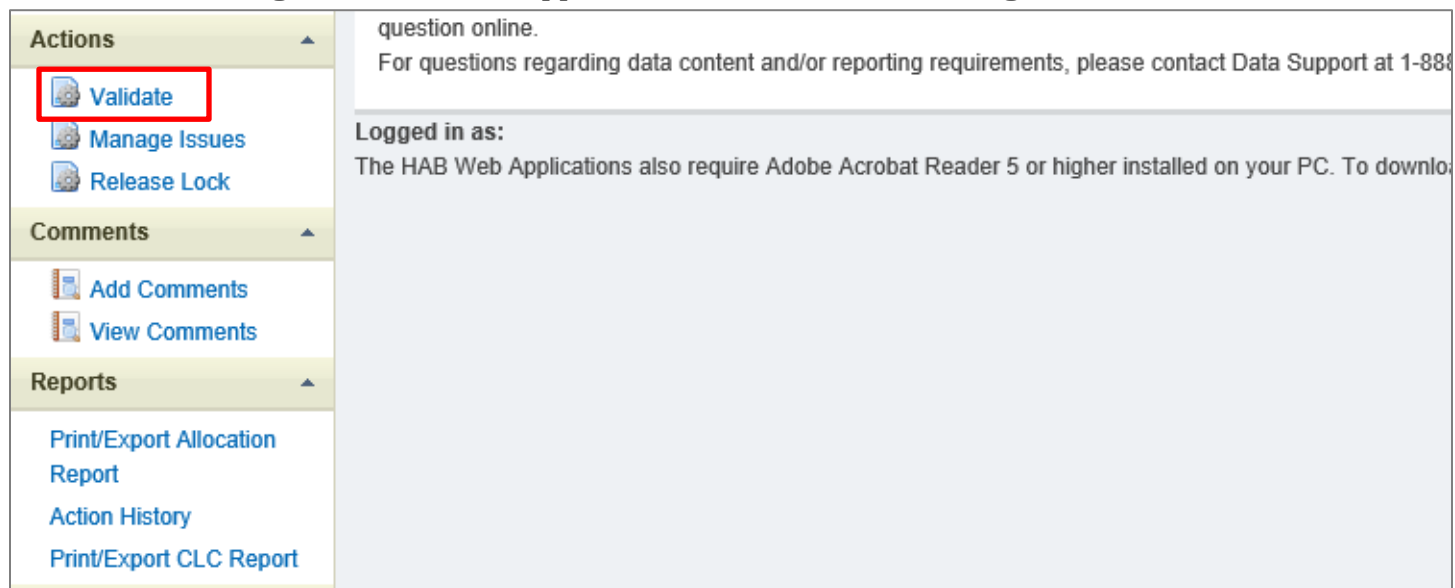 Actions
Validate
Manage Issues
Release Lock
Comments
Add Comments
View Comments
Reports
Print/Export Allocation
Report
Action History
Print/Export CLC Report
question online.
For questions regarding data content and/or reporting requirements, please contact Data Support at 1-888
Logged in as:
The HAB Web Applications also require Adobe Acrobat Reader 5 or higher installed on your PC. To downloa